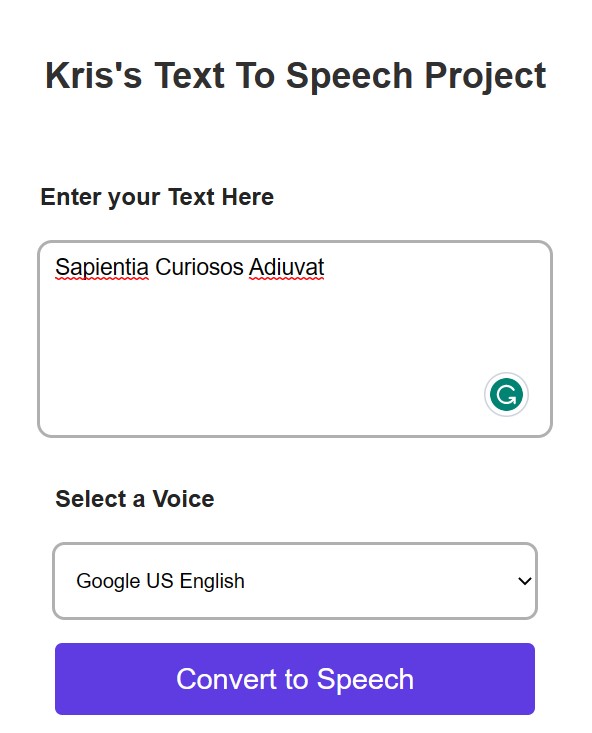 Kris's Text To Speech Project
Enter your Text Here
Sapientia Curiosos Adiuvat
Select a Voice
Google US English
Convert to Speech